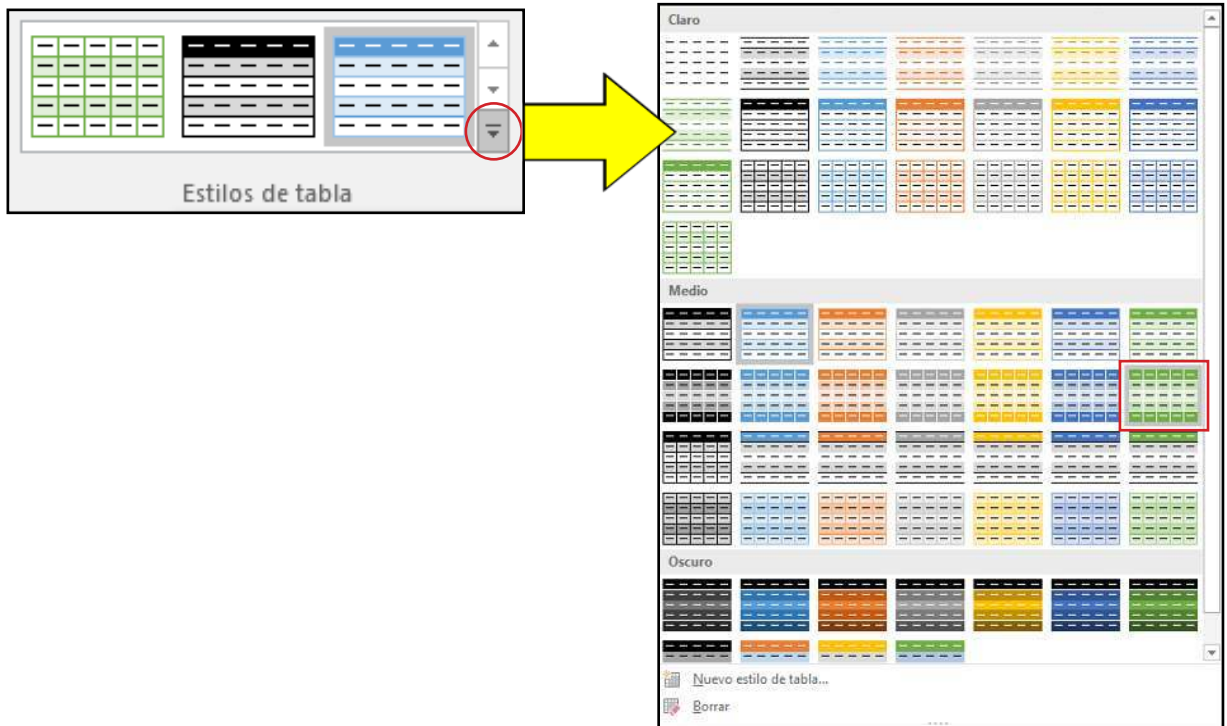 Estilos de tabla
Claro
Medio
Oscuro
Nuevo estilo de tabla...
Borrar